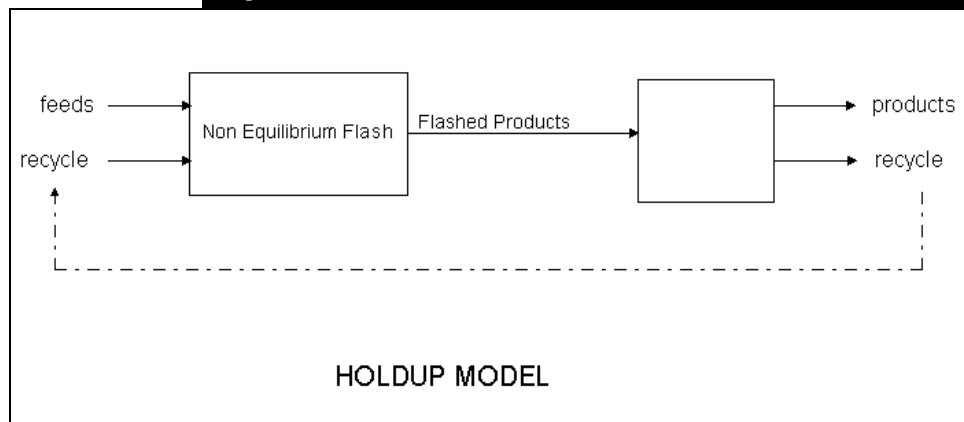 feeds
Non Equilibrium Flash
Flashed Products
products
recycle
recycle
HOLDUP MODEL